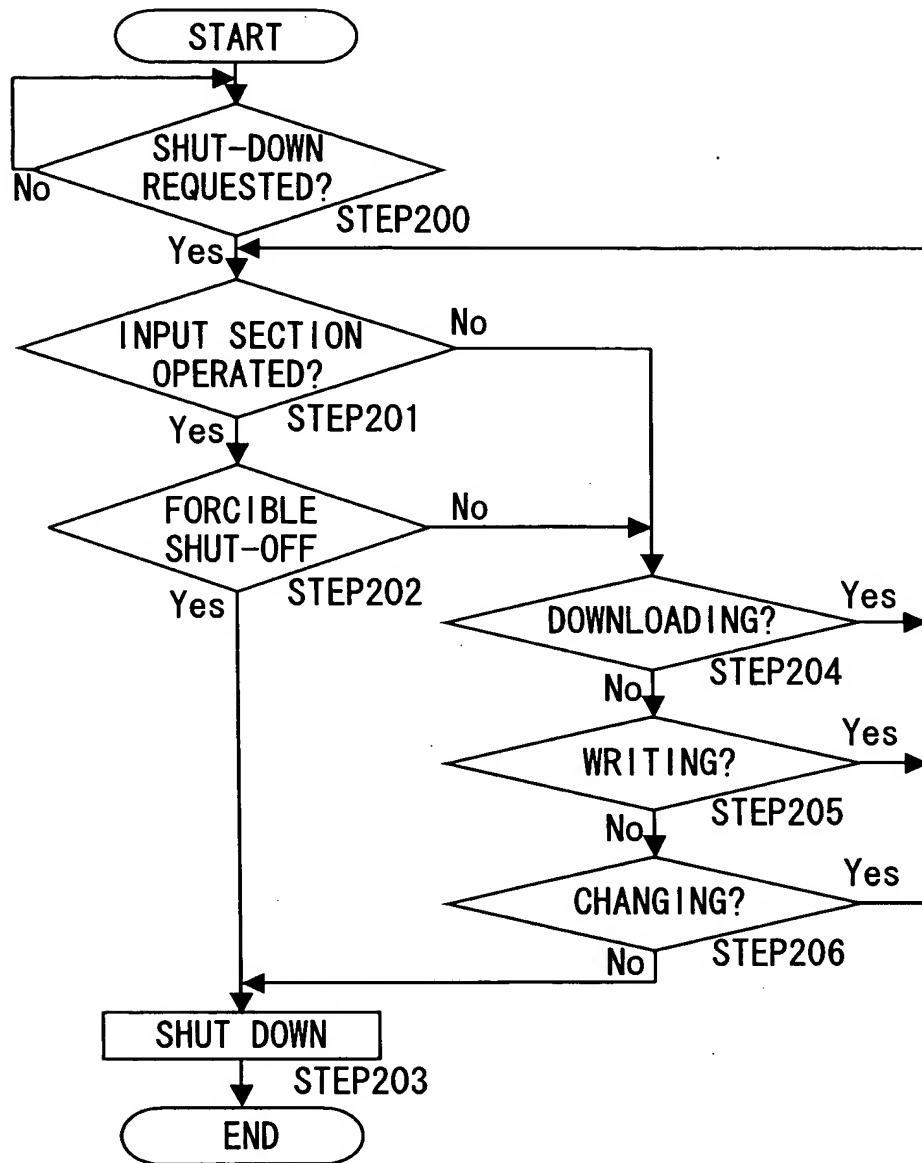 START
SHUT-DOWN
REQUESTED?
No
STEP200
Yes
INPUT SECTION
OPERATED?
No
STEP201
Yes
FORCIBLE
SHUT-OFF
No
STEP202
Yes
DOWNLOADING?
Yes
STEP204
No
WRITING?
Yes
STEP205
No
CHANGING?
Yes
STEP206
No
SHUT DOWN
STEP203
END